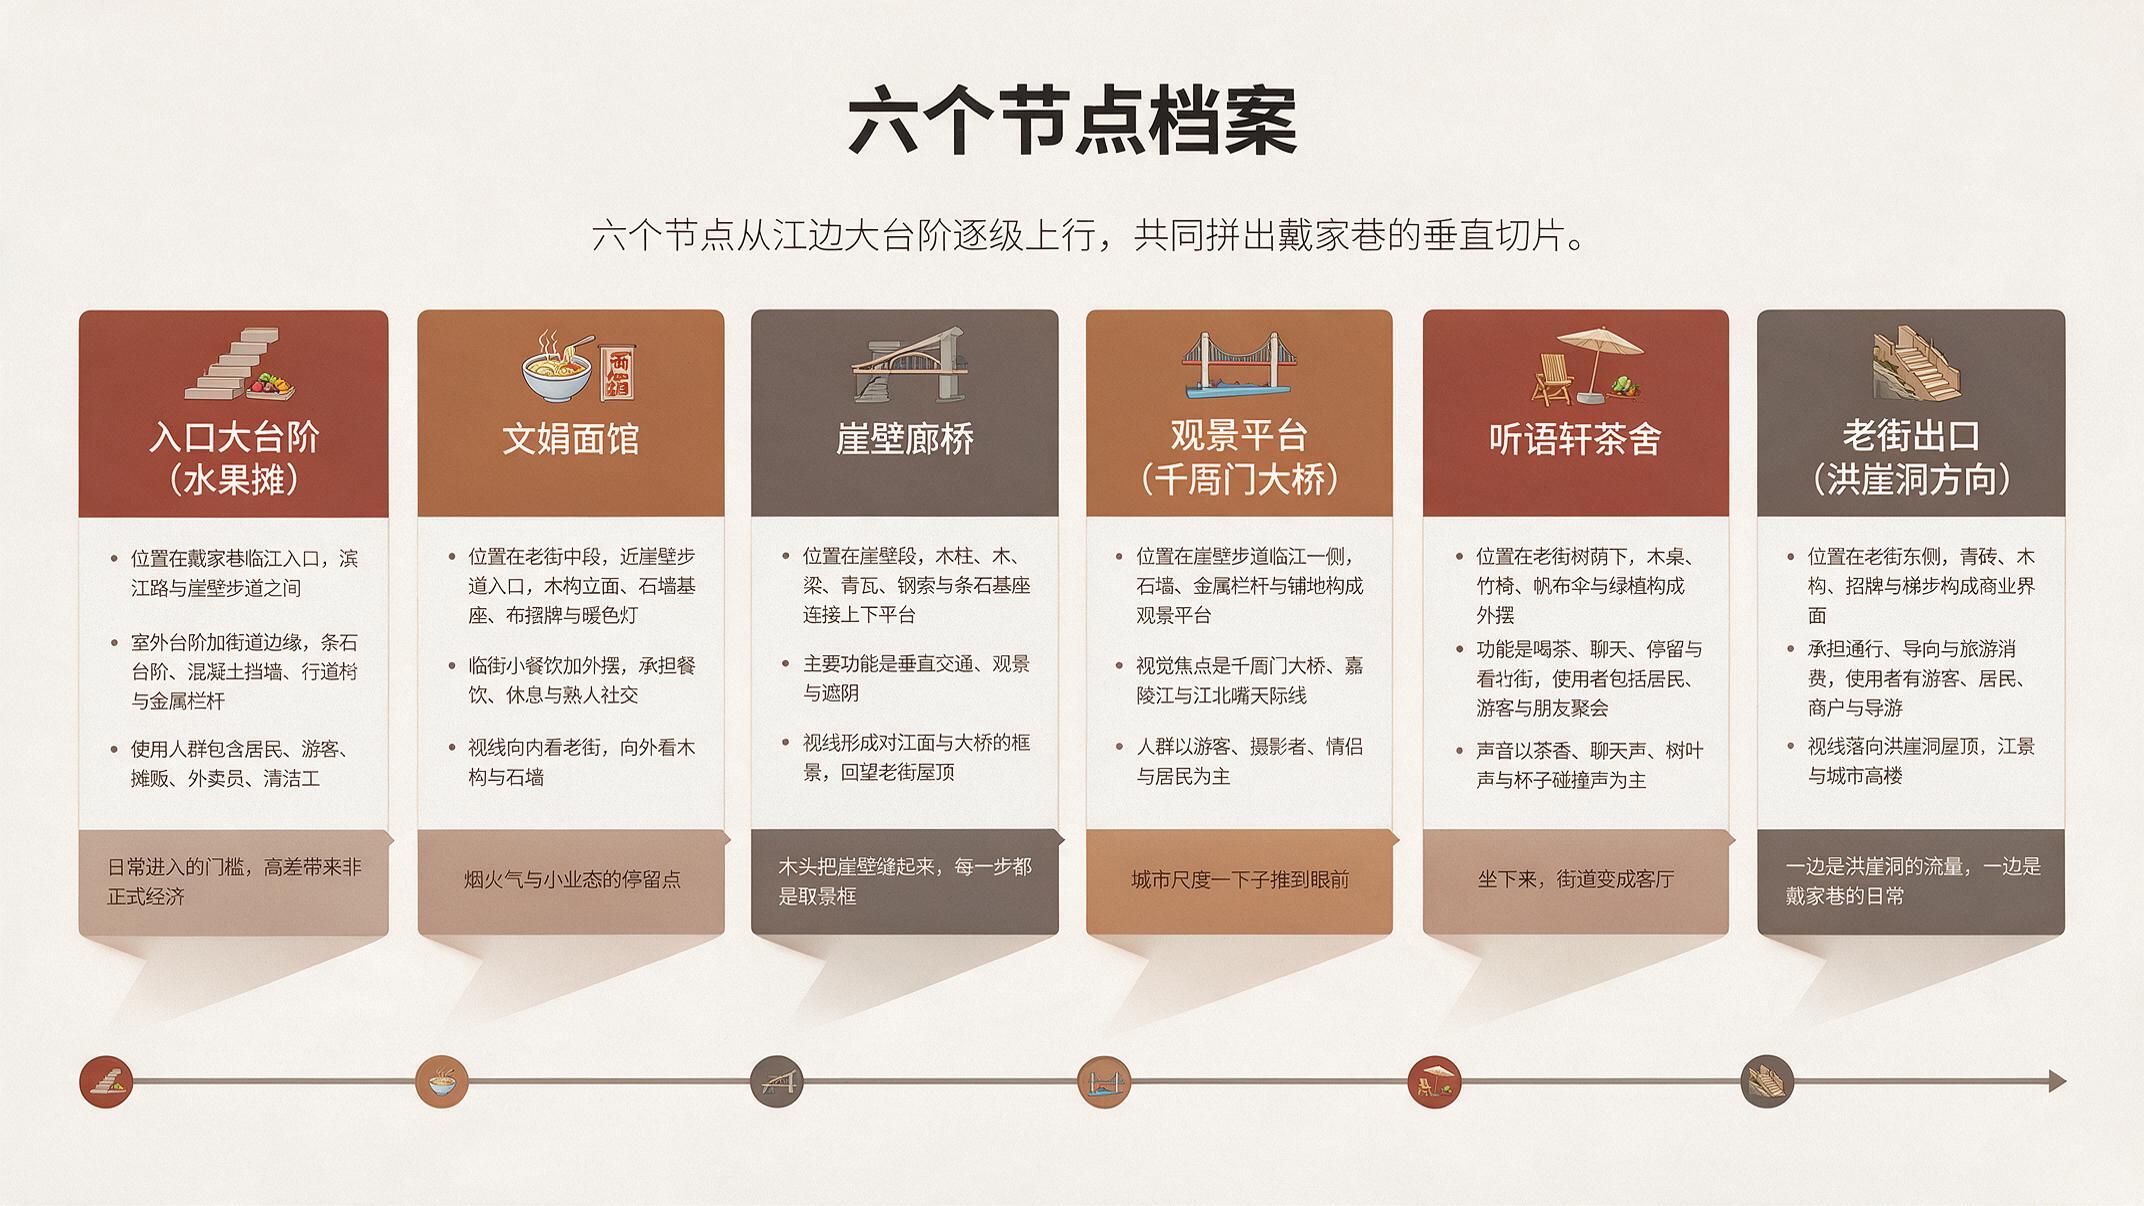 六个节点档案
六个节点从江边大台阶逐级上行，共同拼出戴家巷的垂直切片。
入口大台阶
（水果摊）
位置在戴家巷临江入口，滨
江路与崖壁步道之间
室外台阶加街道边缘，条石
台阶、混凝土挡墙、行道树
与金属栏杆
使用人群包含居民、游客、
摊贩、外卖员、清洁工
日常进入的门槛，高差带来非
正式经济
文娟面馆
位置在老街中段，近崖壁步
道入口，木构立面、石墙基
座、布招牌与暖色灯
临街小餐饮加外摆，承担餐
饮、休息与熟人社交
视线向内看老街，向外看木
构与石墙
烟火气与小业态的停留点
崖壁廊桥
位置在崖壁段，木柱、木、
梁、青瓦、钢索与条石基座
连接上下平台
主要功能是垂直交通、观景
与遮阴
视线形成对江面与大桥的框
景，回望老街屋顶
木头把崖壁缝起来，每一步都
是取景框
观景平台
（千厝门大桥）
位置在崖壁步道临江一侧，
石墙、金属栏杆与铺地构成
观景平台
视觉焦点是千厝门大桥、嘉
陵江与江北嘴天际线
人群以游客、摄影者、情侣
与居民为主
城市尺度一下子推到眼前
听语轩茶舍
位置在老街树荫下，木桌、
竹椅、帆布伞与绿植构成
外摆
功能是喝茶、聊天、停留与
看街，使用者包括居民、
游客与朋友聚会
声音以茶香、聊天声、树叶
声与杯子碰撞声为主
坐下来，街道变成客厅
老街出口
（洪崖洞方向）
位置在老街东侧，青砖、木
构、招牌与梯步构成商业界
面
承担通行、导向与旅游消
费，使用者有游客、居民、
商户与导游
视线落向洪崖洞屋顶，江景
与城市高楼
一边是洪崖洞的流量，一边是
戴家巷的日常